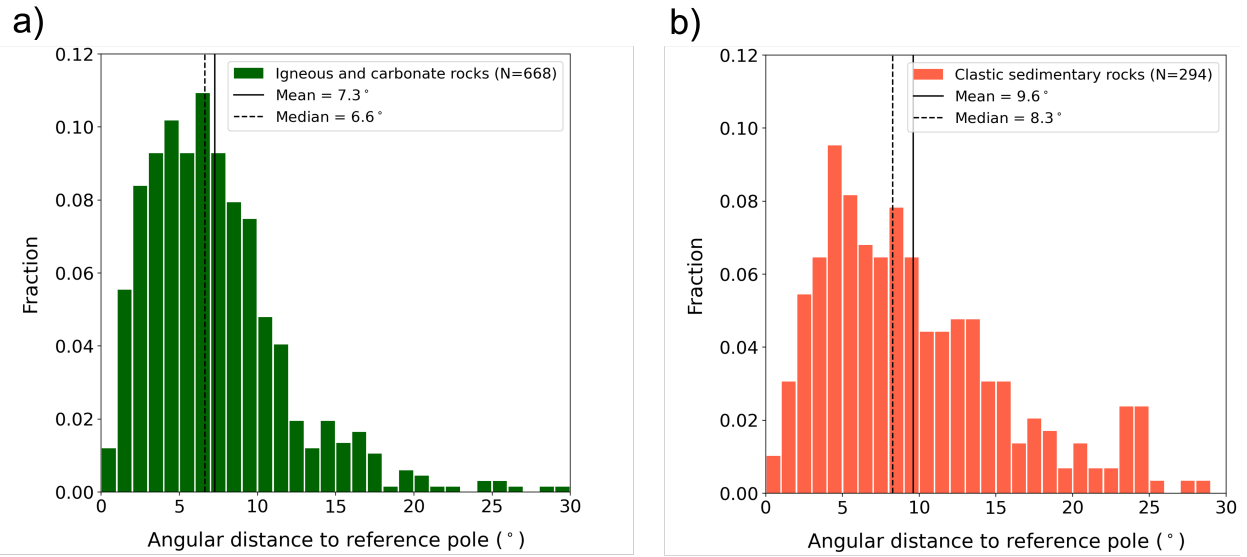 a)
0.12
0.10
0.08
0.06
0.04
0.02
0.00
Fraction
Igneous and carbonate rocks (N=668)
Mean = 7.3°
Median = 6.6°
0 5 10 15 20 25 30
Angular distance to reference pole (°)
b)
0.12
0.10
0.08
0.06
0.04
0.02
0.00
Fraction
Clastic sedimentary rocks (N=294)
Mean = 9.6°
Median = 8.3°
0 5 10 15 20 25 30
Angular distance to reference pole (°)